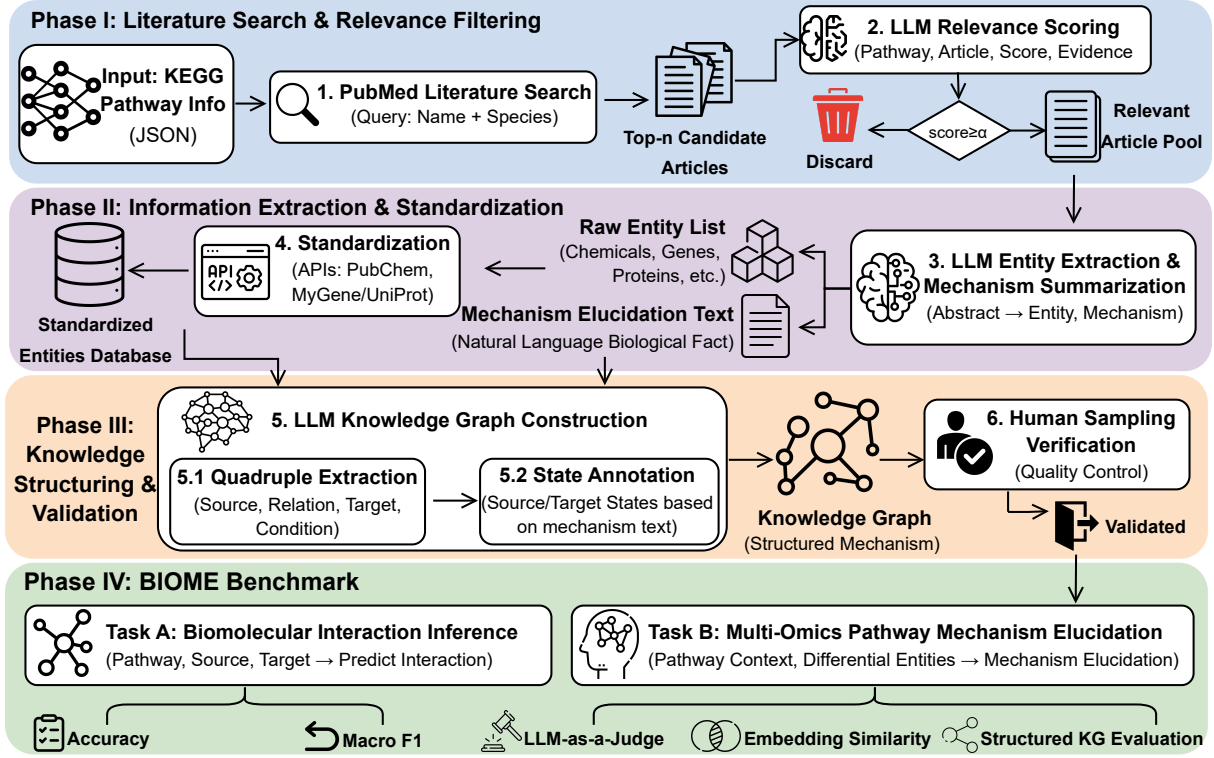 Phase I: Literature Search & Relevance Filtering
Input: KEGG
Pathway Info
(JSON)
1. PubMed Literature Search
(Query: Name + Species)
Top-n Candidate
Articles
2. LLM Relevance Scoring
(Pathway, Article, Score, Evidence
score≥α
Discard
Relevant
Article Pool
Phase II: Information Extraction & Standardization
3. LLM Entity Extraction &
Mechanism Summarization
(Abstract → Entity, Mechanism)
Raw Entity List
(Chemicals, Genes,
Proteins, etc.)
Mechanism Elucidation Text
(Natural Language Biological Fact)
4. Standardization
(APIs: PubChem,
MyGene/UniProt)
API
</>
Standardized
Entities Database
Phase III:
Knowledge
Structuring &
Validation
5. LLM Knowledge Graph Construction
5.1 Quadruple Extraction
(Source, Relation, Target,
Condition)
5.2 State Annotation
(Source/Target States based
on mechanism text)
Knowledge Graph
(Structured Mechanism)
6. Human Sampling
Verification
(Quality Control)
Validated
Phase IV: BIOME Benchmark
Task A: Biomolecular Interaction Inference
(Pathway, Source, Target → Predict Interaction)
Accuracy
Macro F1
Task B: Multi-Omics Pathway Mechanism Elucidation
(Pathway Context, Differential Entities → Mechanism Elucidation)
LLM-as-a-Judge
Embedding Similarity
Structured KG Evaluation